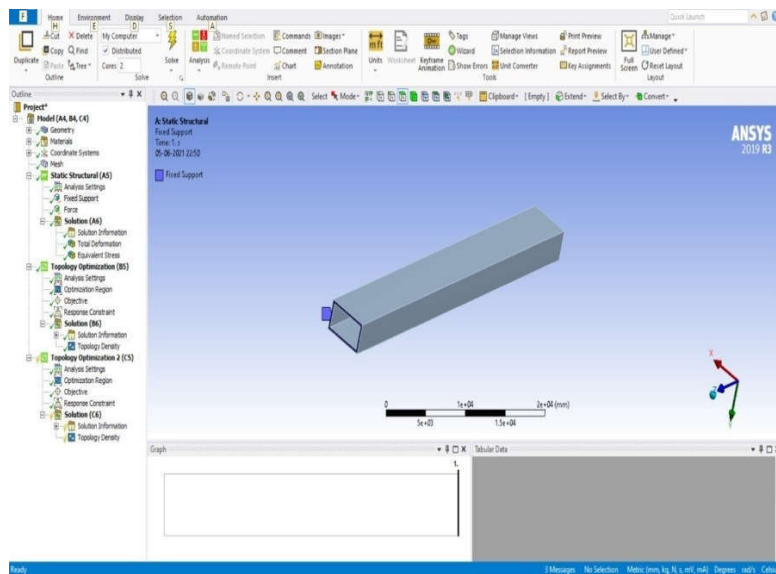 F Home Environment Display Selection Automation Quick Launch
H E D S A
Duplicate Cut Delete My Computer Solve Analysis Named Selection Commands Images Units Worksheet Keyframe Animation Tags Manage Views Print Preview Full Screen Manage
Copy Find Distributed Coordinate System Comment Section Plane Wizard Selection Information Report Preview User Defined
Paste Tree Cores 2 Remote Point Chart Annotation Show Errors Unit Converter Key Assignments Reset Layout
Outline Solve Insert Tools Layout
Outline
Select Mode Clipboard [Empty] Extend Select By Convert
Project*
Model (A4, B4, C4)
Geometry
Materials
Coordinate Systems
Mesh
Static Structural (A5)
Analysis Settings
Fixed Support
Force
Solution (A6)
Solution Information
Total Deformation
Equivalent Stress
Topology Optimization (B5)
Analysis Settings
Optimization Region
Objective
Response Constraint
Solution (B6)
Solution Information
Topology Density
Topology Optimization 2 (C5)
Analysis Settings
Optimization Region
Objective
Response Constraint
Solution (C6)
Solution Information
Topology Density
A: Static Structural
Fixed Support
Time: 1. s
05-06-2021 22:50
Fixed Support
ANSYS
2019 R3
0 1e+04 2e+04 (mm)
5e+03 1.5e+04
X
Y
Graph
1.
Tabular Data
Ready 3 Messages No Selection Metric (mm, kg, N, s, mV, mA) Degrees rad/s Celsi